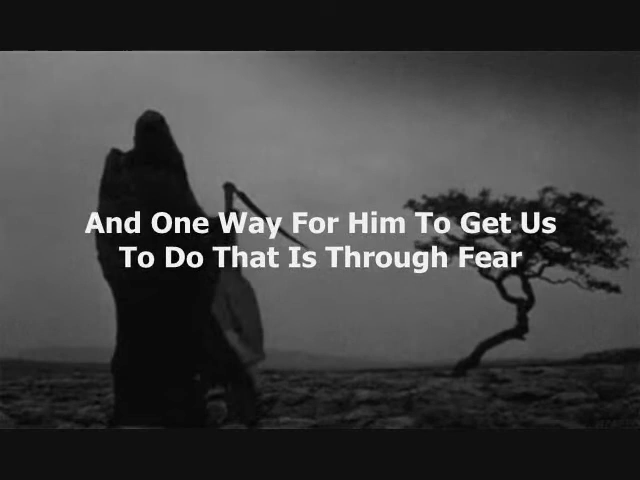 And One Way For Him To Get Us
To Do That Is Through Fear